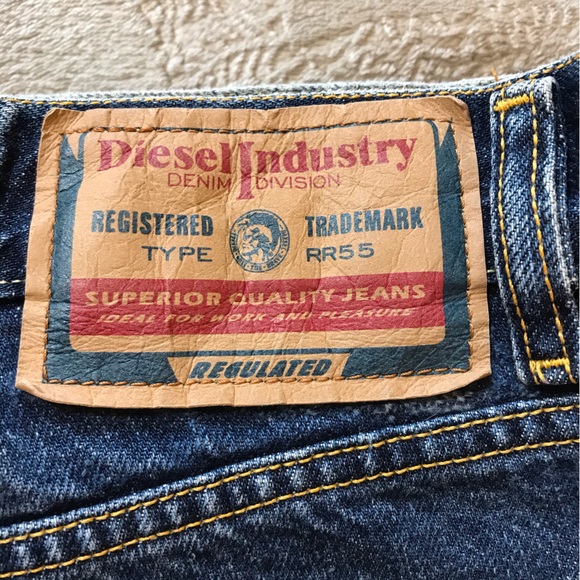 Diesel Industry
DENIM DIVISION
REGISTERED TRADEMARK
TYPE RR55
SUPERIOR QUALITY JEANS
IDEAL FOR WORK AND PLEASURE
REGULATED